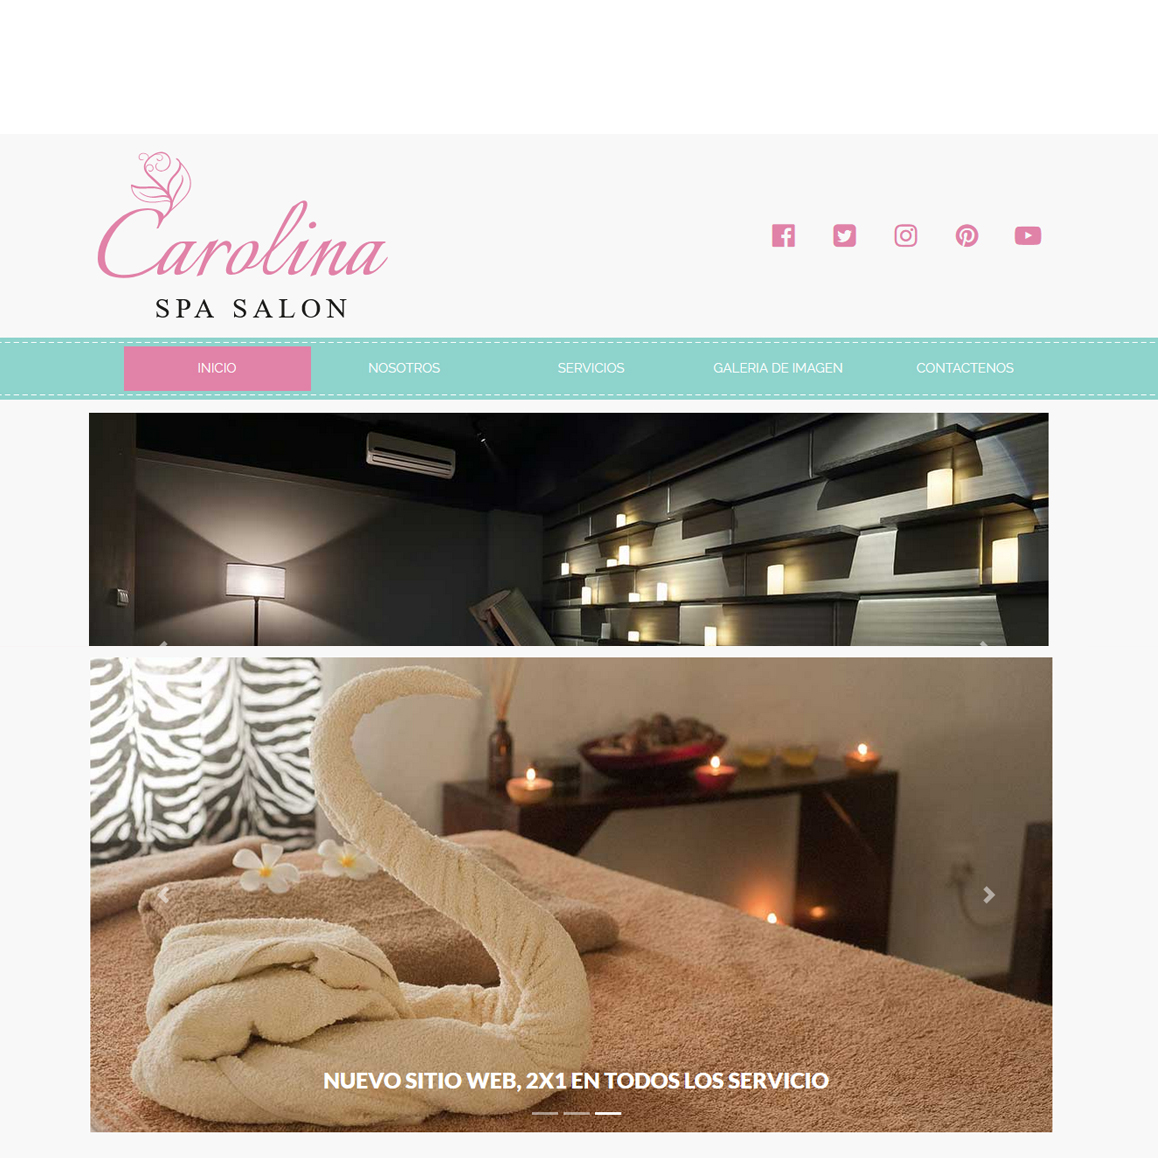 Carolina
SPA SALON
INICIO NOSOTROS SERVICIOS GALERIA DE IMAGEN CONTACTENOS
NUEVO SITIO WEB, 2X1 EN TODOS LOS SERVICIO